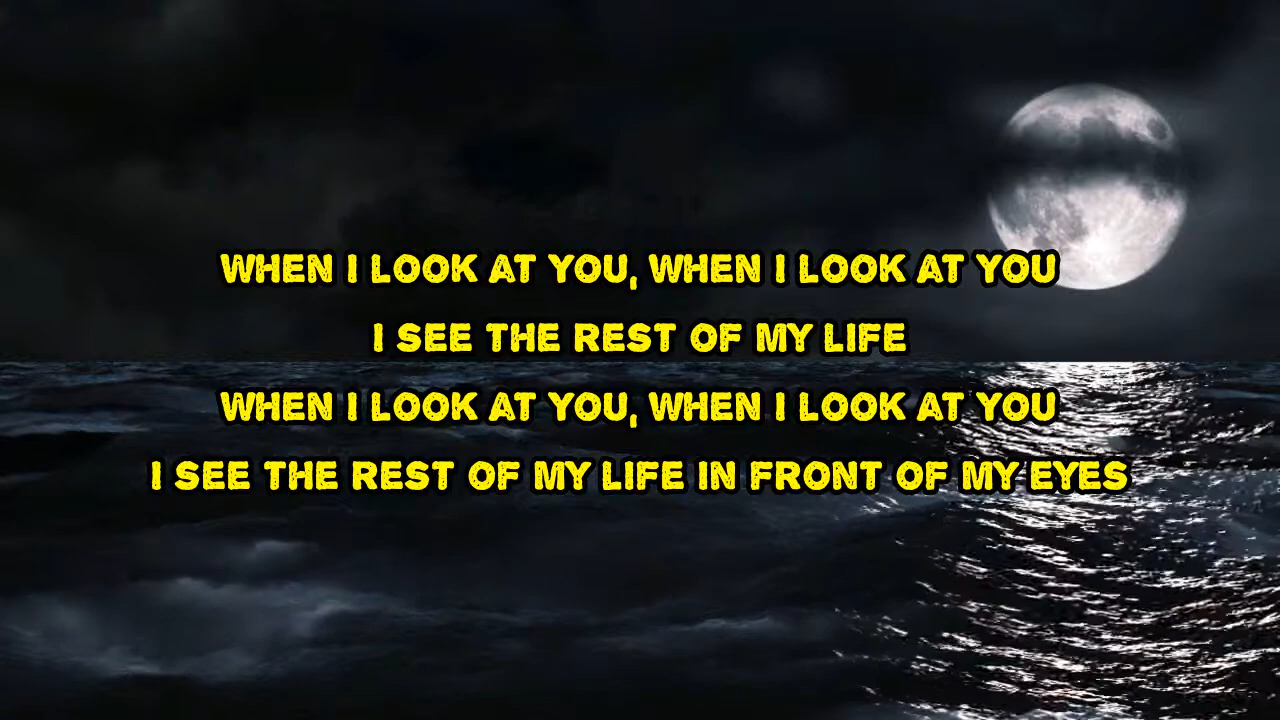 WHEN I LOOK AT YOU, WHEN I LOOK AT YOU
I SEE THE REST OF MY LIFE
WHEN I LOOK AT YOU, WHEN I LOOK AT YOU
I SEE THE REST OF MY LIFE IN FRONT OF MY EYES